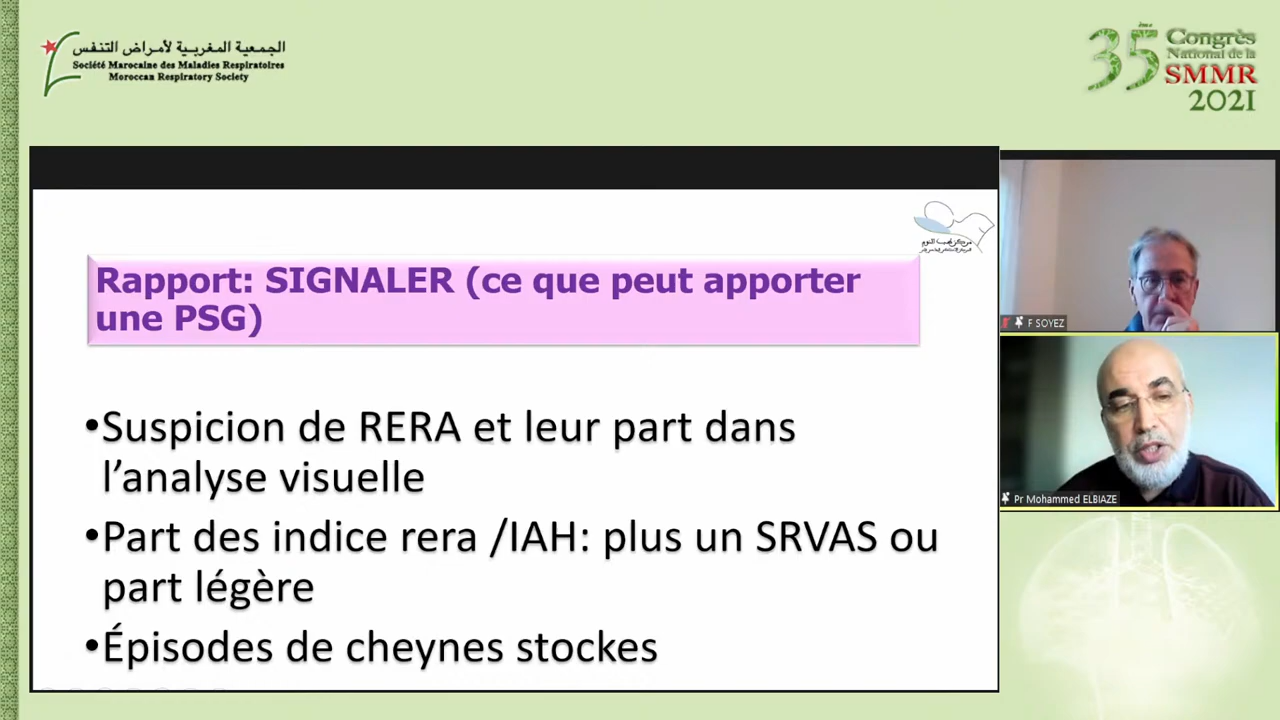 الجمعية المغربية لأمراض التنفس
Société Marocaine des Maladies Respiratoires
Moroccan Respiratory Society
35ème Congrès
National de la
SMMR
2021
Rapport: SIGNALER (ce que peut apporter
une PSG)
•Suspicion de RERA et leur part dans
l’analyse visuelle
•Part des indice rera /IAH: plus un SRVAS ou
part légère
•Épisodes de cheynes stockes
F SOYEZ
Pr Mohammed ELBIAZE